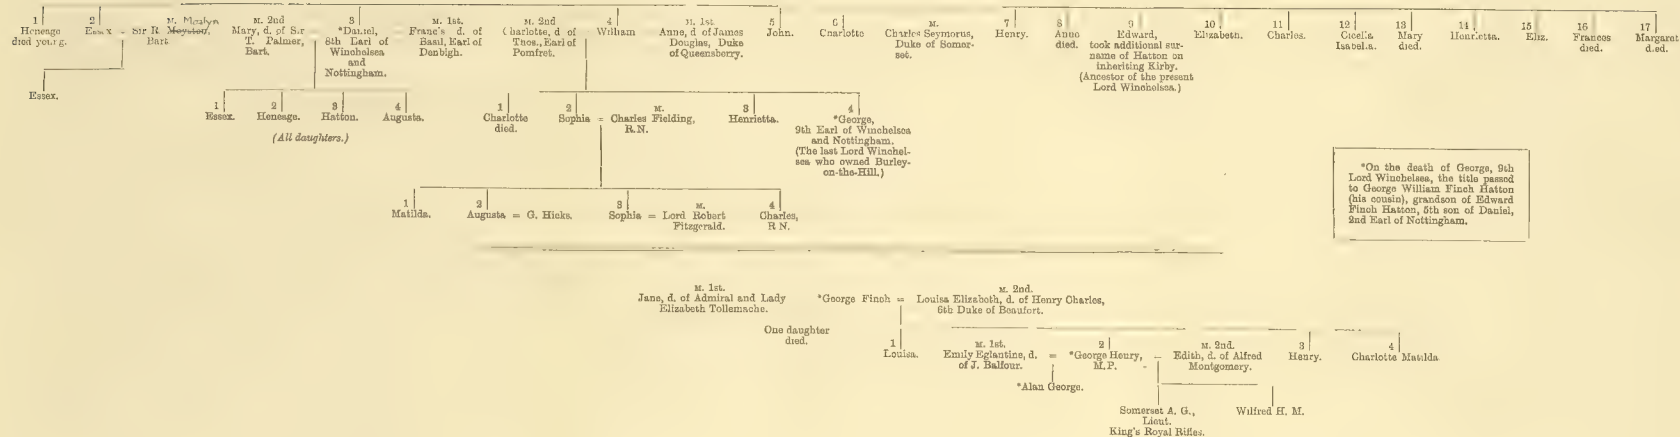 1
Heneage
died young.
2
Essex = Sir R. Mostyn
Bart.
M. Mostyn
Essex.
M. 2nd
Mary, d. of Sir
T. Palmer,
Bart.
3
*Daniel,
8th Earl of
Winchelsea
and
Nottingham.
M. 1st.
Frances d. of
Basil, Earl of
Denbigh.
M. 2nd.
Charlotte, d. of
Thos., Earl of
Pomfret.
4
William
M. 1st.
Anne, d. of James
Douglas, Duke
of Queensberry.
5
John.
6
Charlotte
M.
Charles Seymorus,
Duke of Somer-
set.
7
Henry.
8
Anne
died.
9
Edward,
took additional sur-
name of Hatton on
inheriting Kirby.
(Ancestor of the present
Lord Winchelsea.)
10
Elizabeth.
11
Charles.
12
Cicelia
Isabella.
13
Mary
died.
14
Henrietta.
15
Eliz.
16
Frances
died.
17
Margaret
died.
1
Essex.
2
Heneage.
3
Hatton.
4
Augusta.
(All daughters.)
1
Charlotte
died.
2 M.
Sophia = Charles Fielding,
R.N.
3
Henrietta.
4
*George,
9th Earl of Winchelsea
and Nottingham.
(The last Lord Winchel-
sea who owned Burley-
on-the-Hill.)
*On the death of George, 9th
Lord Winchelsea, the title passed
to George William Finch Hatton
(his cousin), grandson of Edward
Finch Hatton, 5th son of Daniel,
2nd Earl of Nottingham.
1
Matilda.
2
Augusta = G. Hicks.
3 M.
Sophia = Lord Robert
Fitzgerald.
4
Charles,
R N.
M. 1st.
Jane, d. of Admiral and Lady
Elizabeth Tollemache.
*George Finch =
M. 2nd.
Louisa Elizabeth, d. of Henry Charles,
6th Duke of Beaufort.
One daughter
died.
1
Louisa.
M. 1st.
Emily Eglantine, d.
of J. Balfour.
=
2
*George Henry,
M.P.
=
M. 2nd.
Edith, d. of Alfred
Montgomery.
3
Henry.
4
Charlotte Matilda.
*Alan George.
Somerset A. G.,
Lieut.
King's Royal Rifles.
Wilfred H. M.